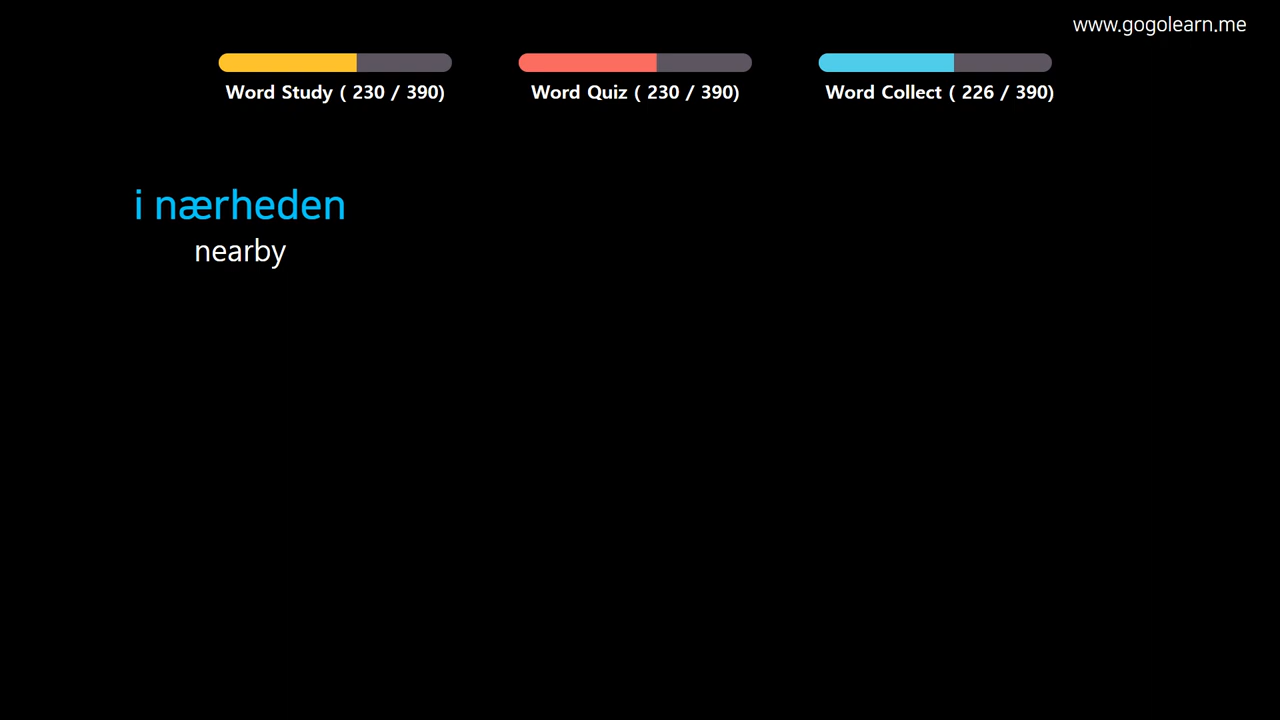 www.gogolearn.me
Word Study ( 230 / 390)
Word Quiz ( 230 / 390)
Word Collect ( 226 / 390)
i nærheden
nearby